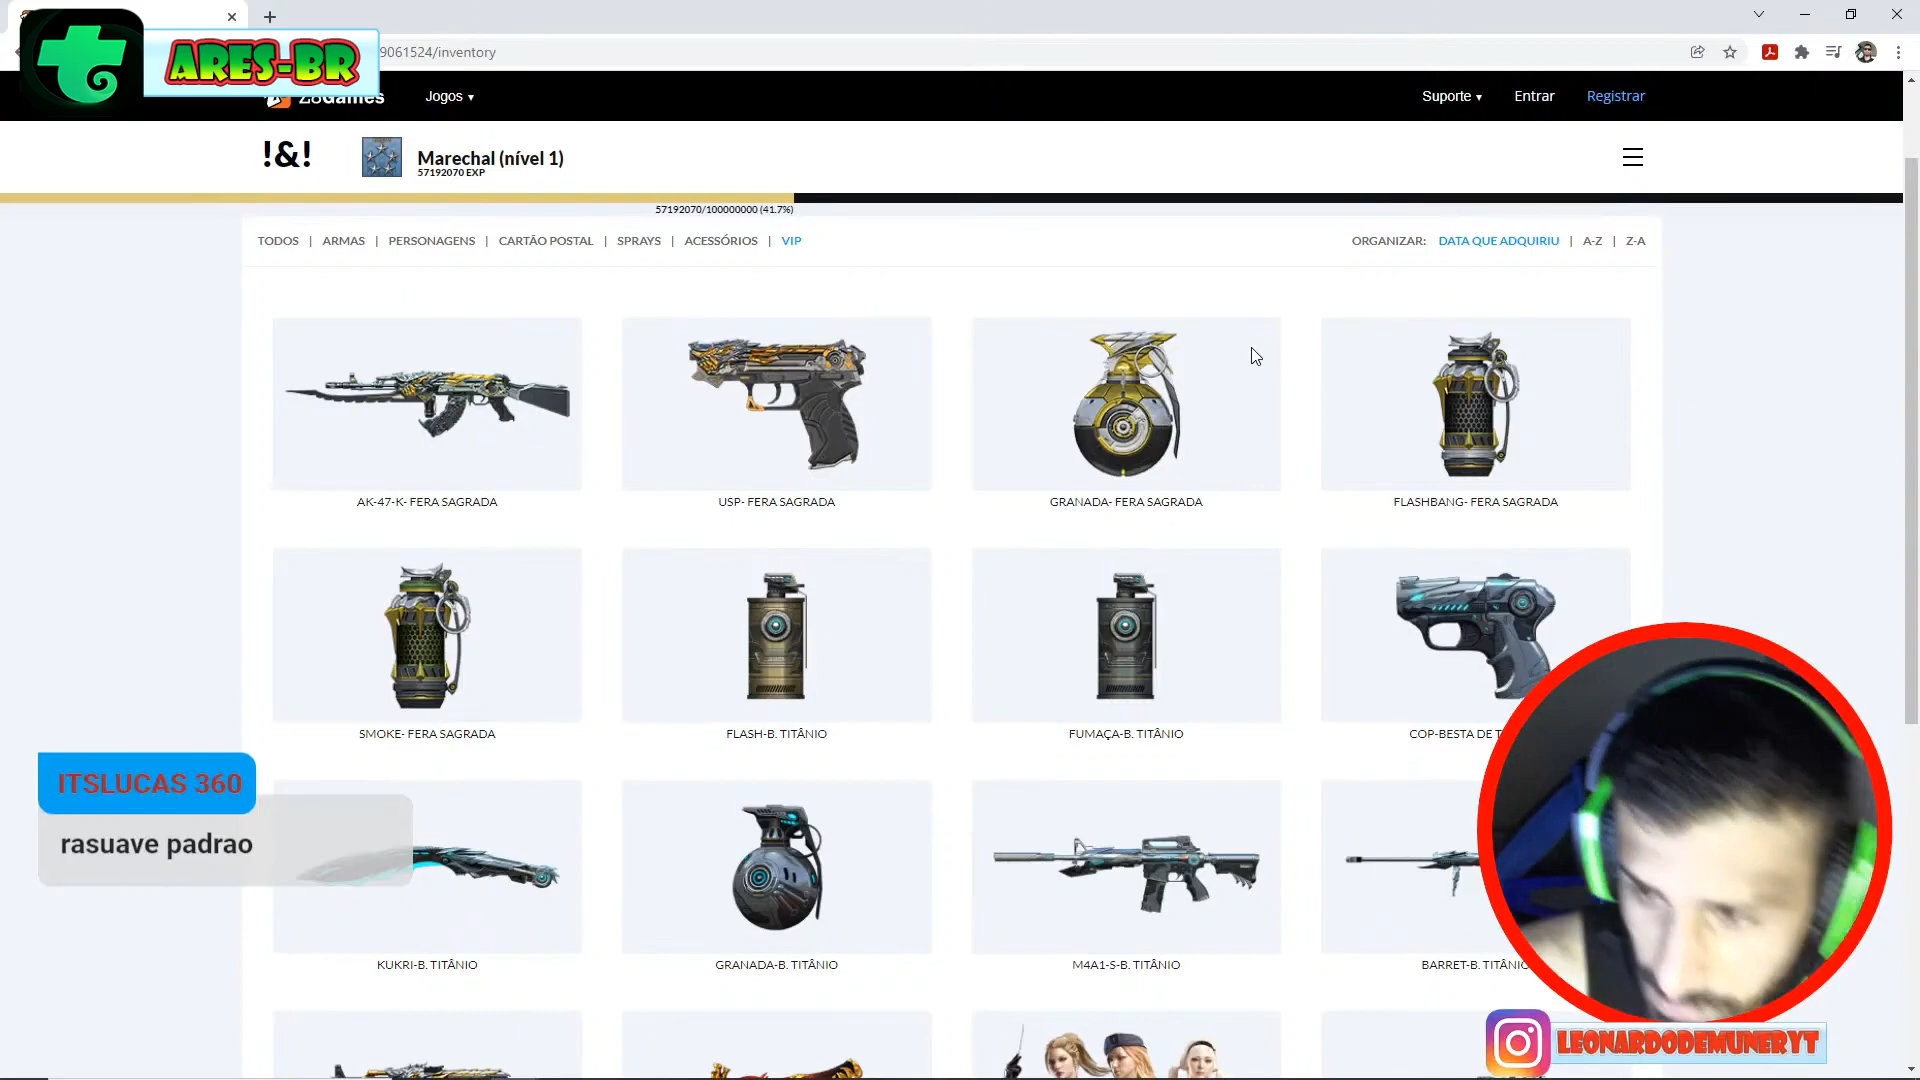 ARES-BR
9061524/inventory
Z8Games
Jogos ▾
Suporte ▾
Entrar
Registrar
!&!
Marechal (nível 1)
57192070 EXP
57192070/100000000 (41.7%)
TODOS | ARMAS | PERSONAGENS | CARTÃO POSTAL | SPRAYS | ACESSÓRIOS | VIP
ORGANIZAR: DATA QUE ADQUIRIU | A-Z | Z-A
AK-47-K- FERA SAGRADA
USP- FERA SAGRADA
GRANADA- FERA SAGRADA
FLASHBANG- FERA SAGRADA
SMOKE- FERA SAGRADA
FLASH-B. TITÂNIO
FUMAÇA-B. TITÂNIO
COP-BESTA DE T
ITSLUCAS 360
rasuave padrao
KUKRI-B. TITÂNIO
GRANADA-B. TITÂNIO
M4A1-S-B. TITÂNIO
BARRET-B. TITÂNIO
LEONARDODEMUNERYT